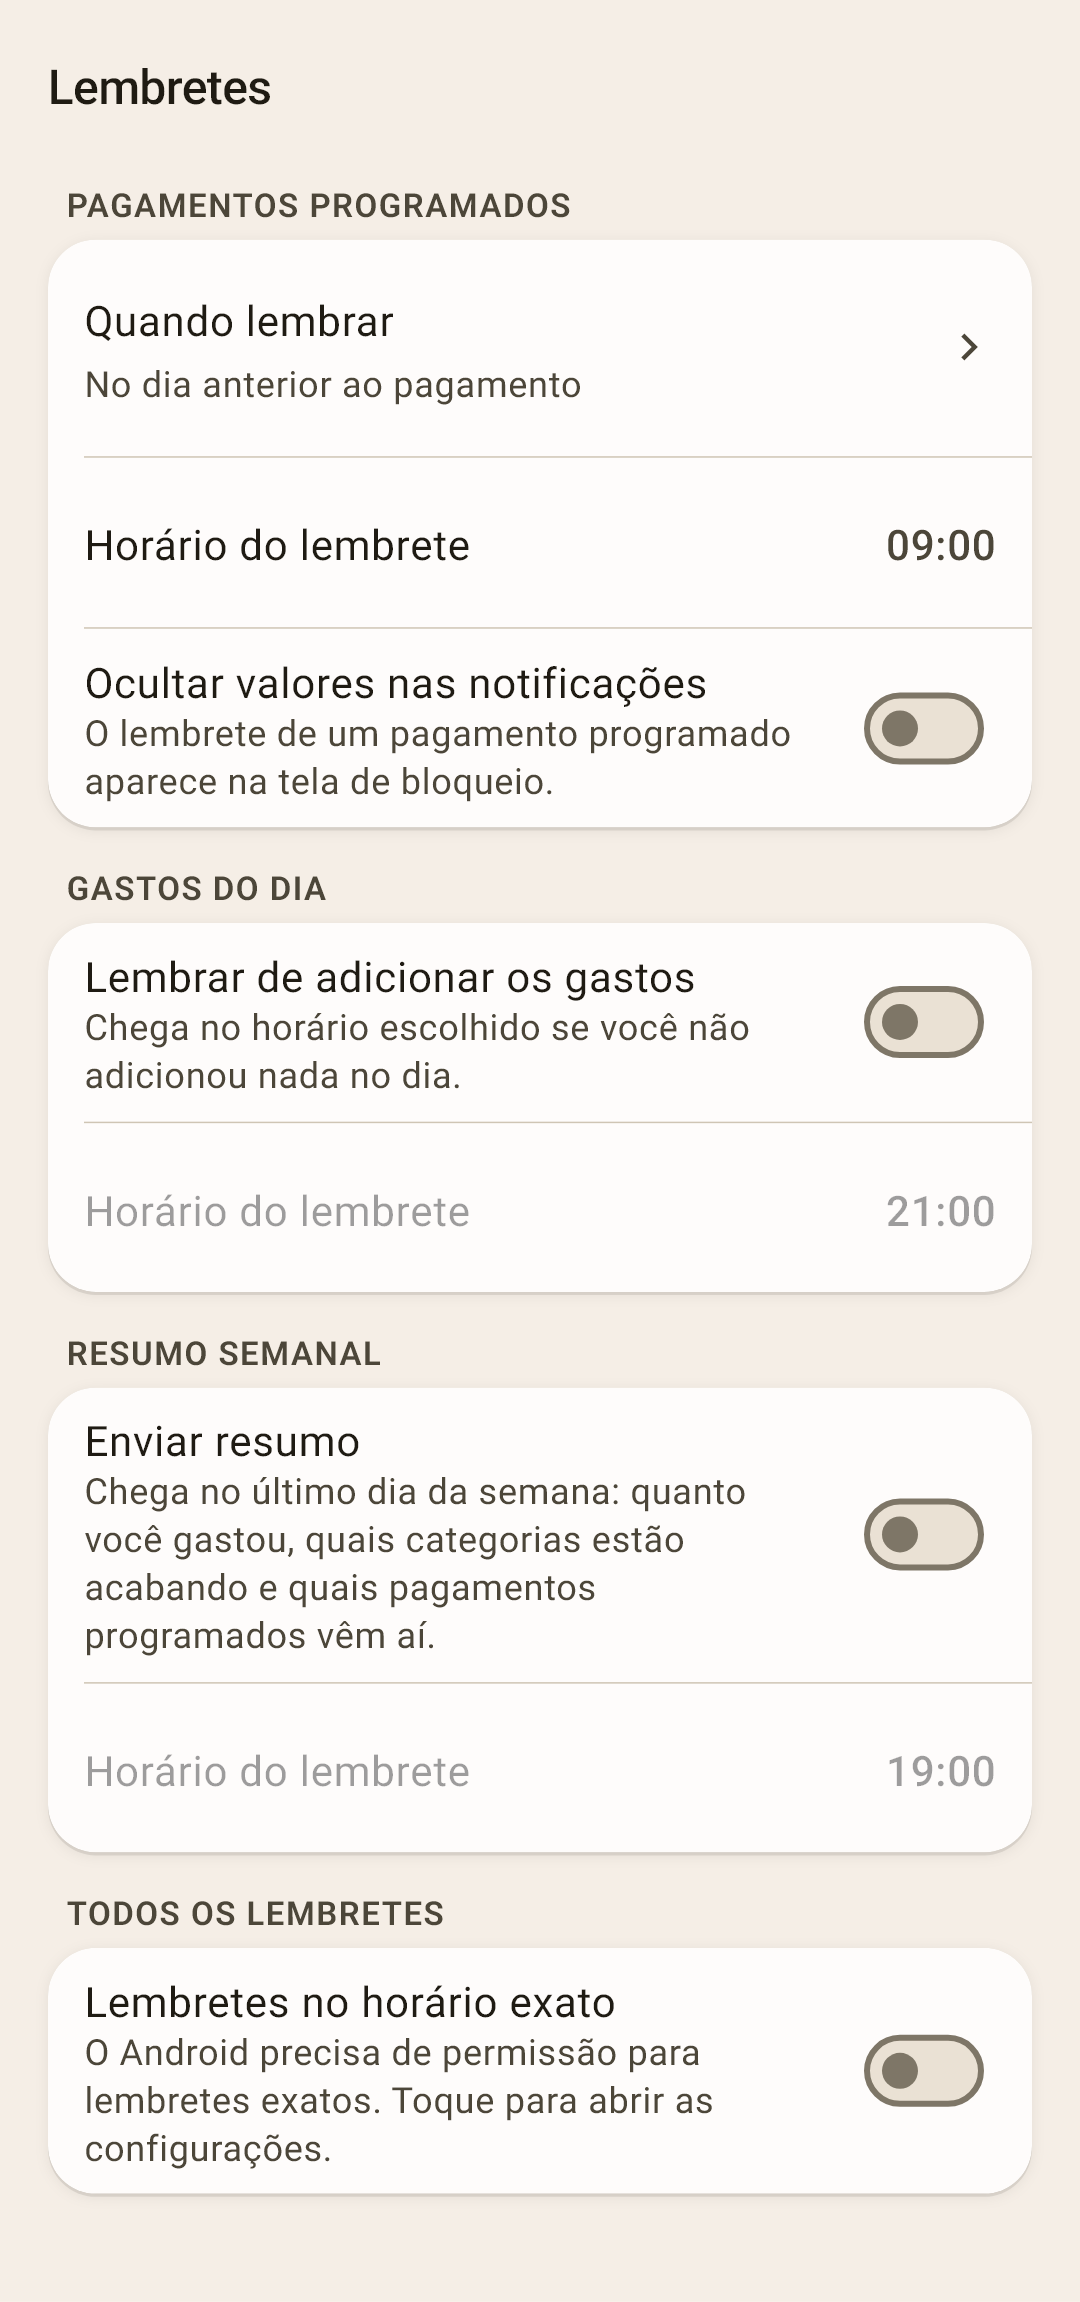 Lembretes
PAGAMENTOS PROGRAMADOS
Quando lembrar
No dia anterior ao pagamento
Horário do lembrete
09:00
Ocultar valores nas notificações
O lembrete de um pagamento programado
aparece na tela de bloqueio.
GASTOS DO DIA
Lembrar de adicionar os gastos
Chega no horário escolhido se você não
adicionou nada no dia.
Horário do lembrete
21:00
RESUMO SEMANAL
Enviar resumo
Chega no último dia da semana: quanto
você gastou, quais categorias estão
acabando e quais pagamentos
programados vêm aí.
Horário do lembrete
19:00
TODOS OS LEMBRETES
Lembretes no horário exato
O Android precisa de permissão para
lembretes exatos. Toque para abrir as
configurações.